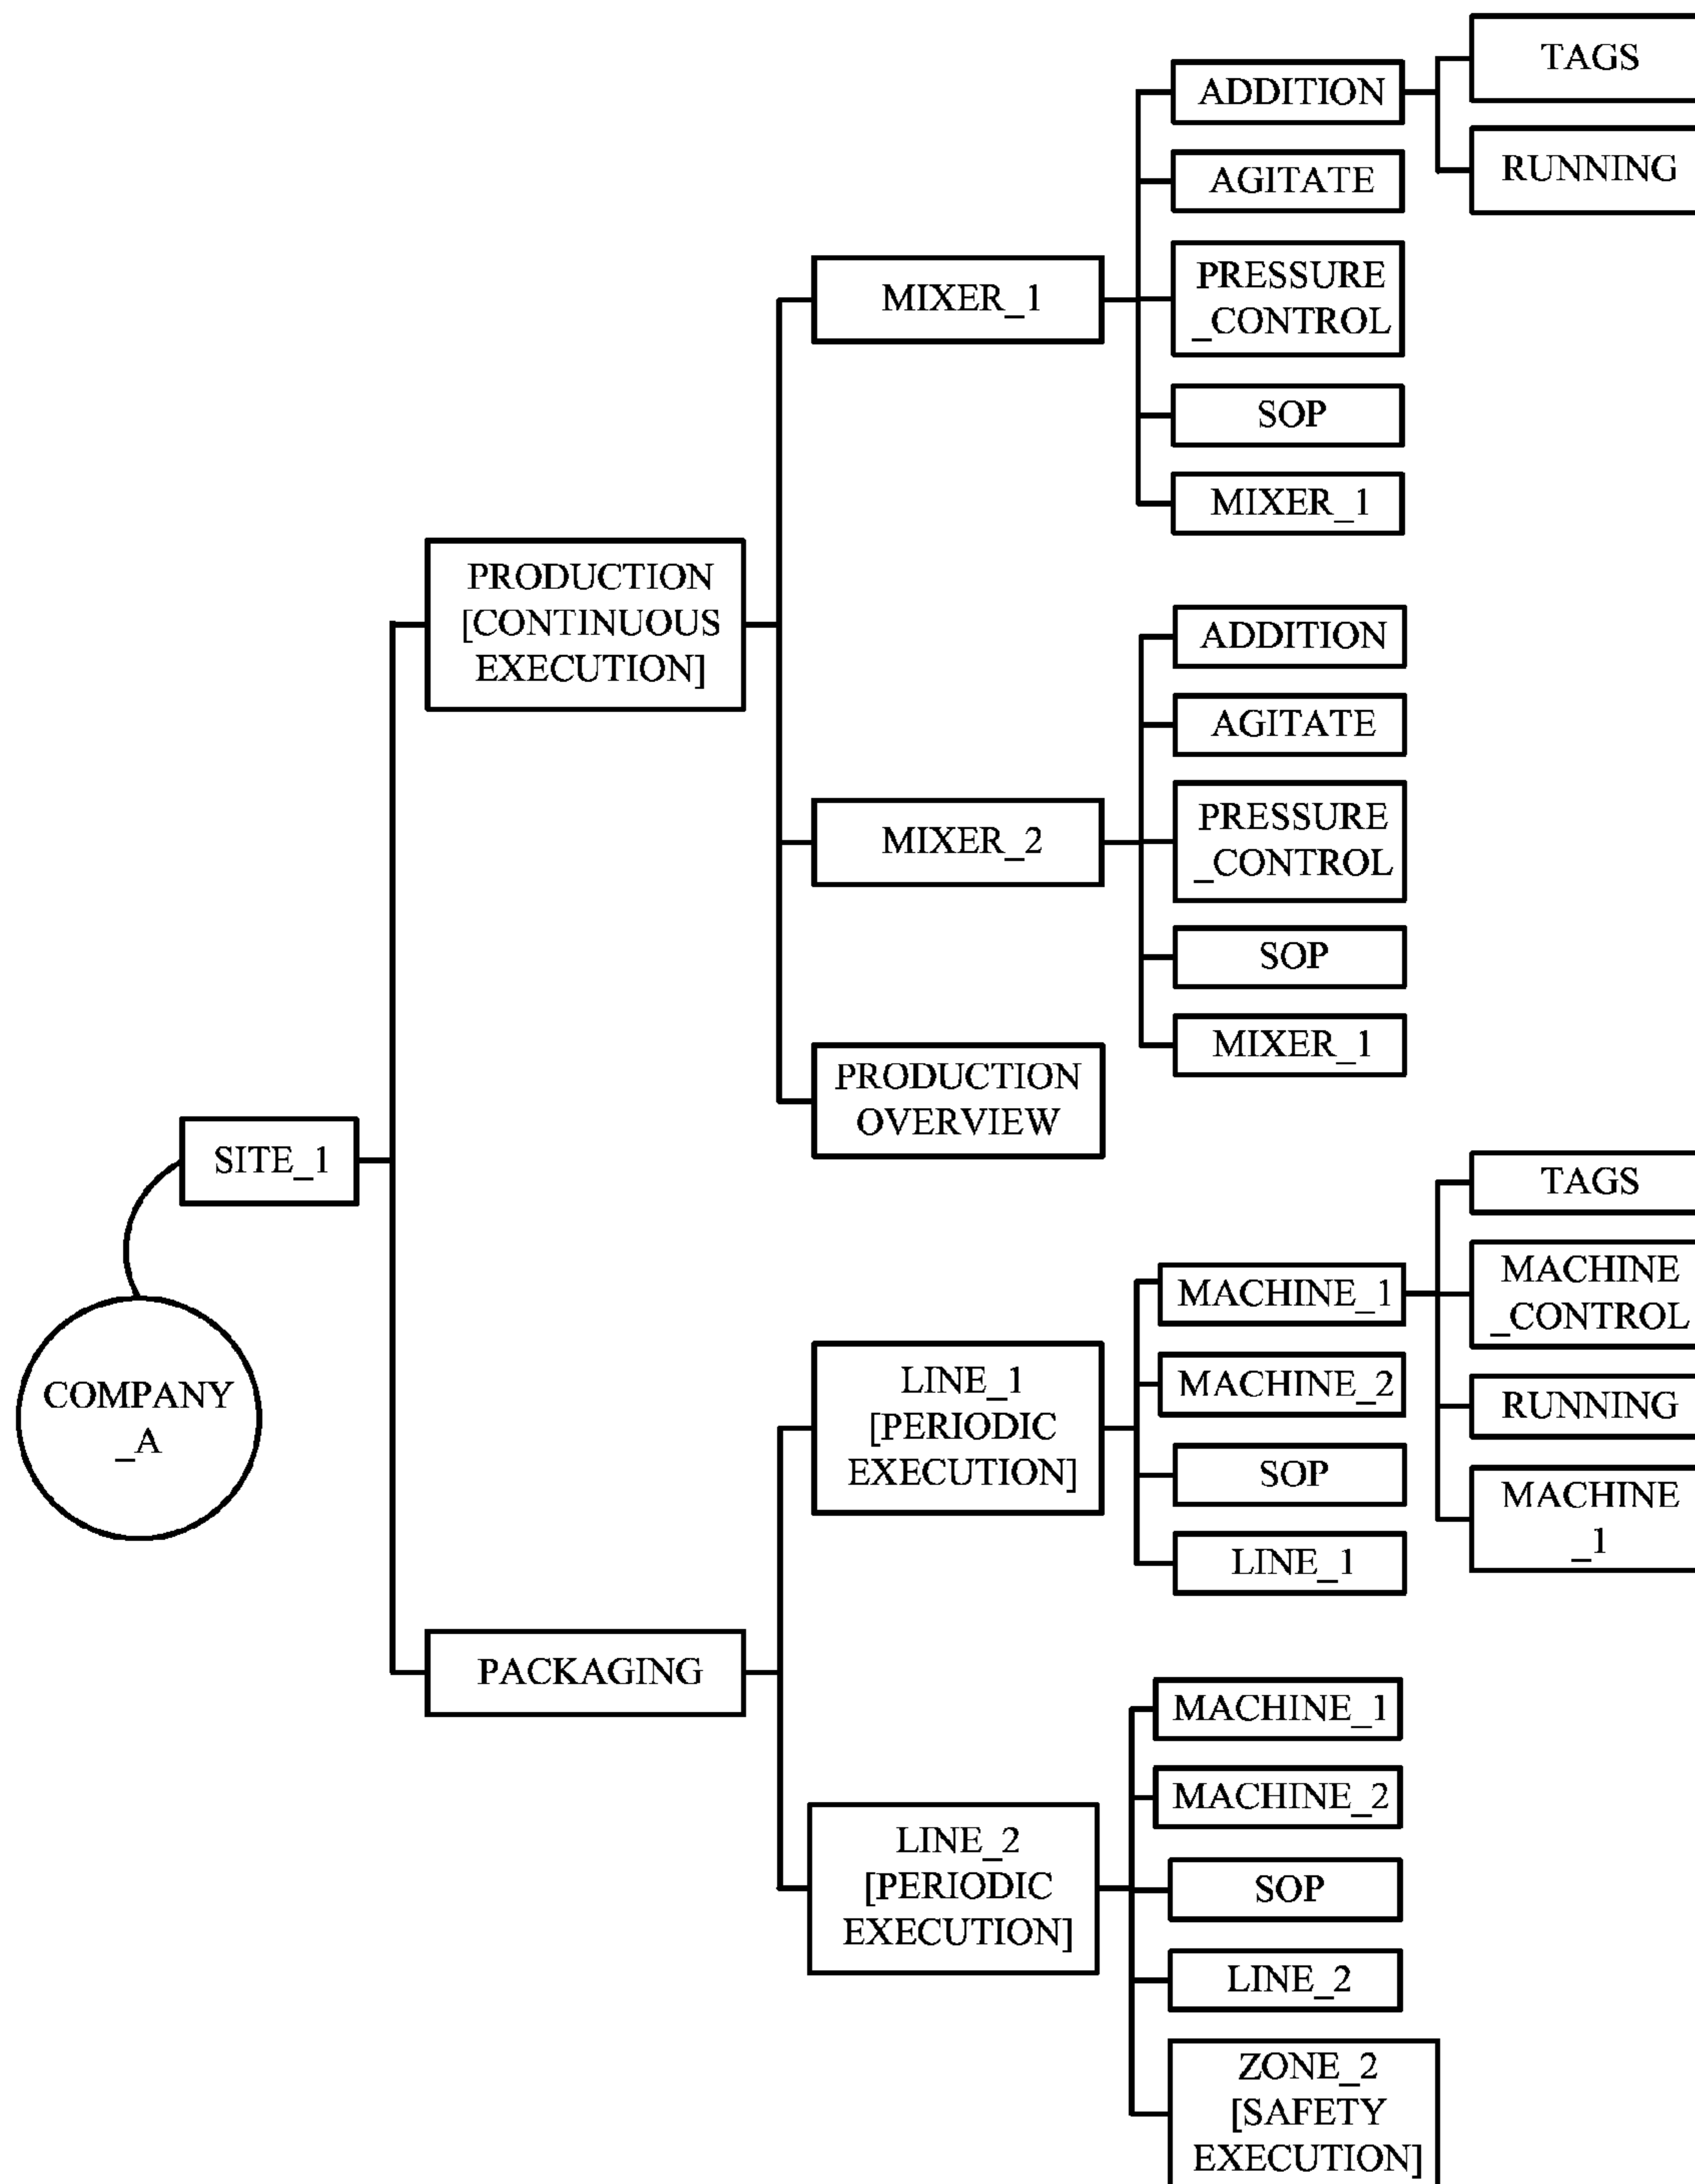 COMPANY
_A
SITE_1
PRODUCTION
[CONTINUOUS
EXECUTION]
MIXER_1
ADDITION
TAGS
RUNNING
AGITATE
PRESSURE
_CONTROL
SOP
MIXER_1
MIXER_2
ADDITION
AGITATE
PRESSURE
_CONTROL
SOP
MIXER_1
PRODUCTION
OVERVIEW
PACKAGING
LINE_1
[PERIODIC
EXECUTION]
MACHINE_1
TAGS
MACHINE
_CONTROL
RUNNING
MACHINE
_1
MACHINE_2
SOP
LINE_1
LINE_2
[PERIODIC
EXECUTION]
MACHINE_1
MACHINE_2
SOP
LINE_2
ZONE_2
[SAFETY
EXECUTION]